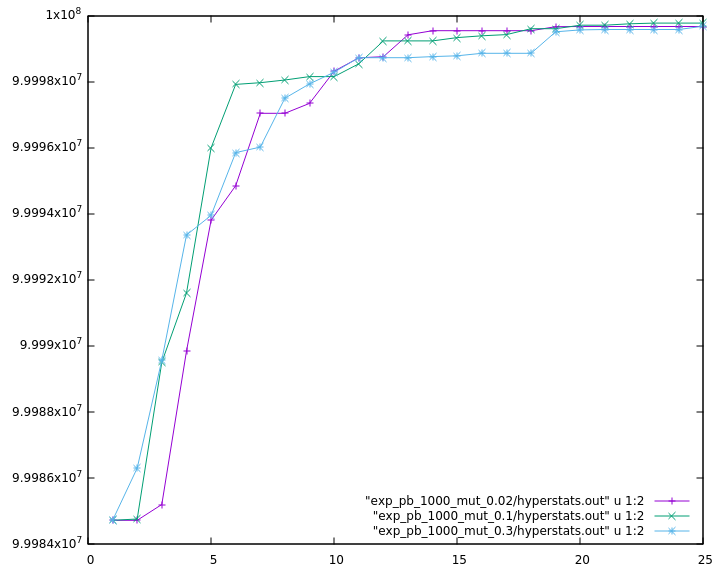 1x10^8
9.9998x10^7
9.9996x10^7
9.9994x10^7
9.9992x10^7
9.999x10^7
9.9988x10^7
9.9986x10^7
9.9984x10^7
"exp_pb_1000_mut_0.02/hyperstats.out" u 1:2
"exp_pb_1000_mut_0.1/hyperstats.out" u 1:2
"exp_pb_1000_mut_0.3/hyperstats.out" u 1:2
0 5 10 15 20 25